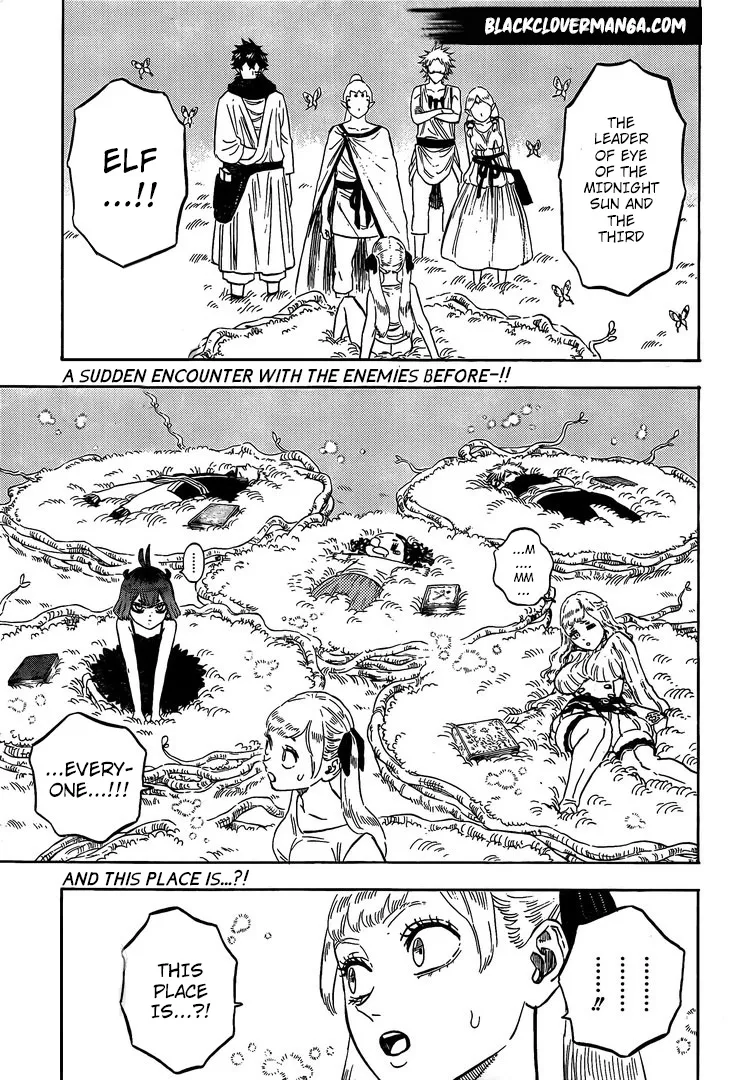 BLACKCLOVERMANGA.COM
THE
LEADER
OF EYE
OF THE
MIDNIGHT
SUN AND
THE
THIRD
ELF
...!!
A SUDDEN ENCOUNTER WITH THE ENEMIES BEFORE-!!
...M
MM
...
......
...EVERY-
ONE...!!!
AND THIS PLACE IS...?!
.......!!
THIS
PLACE
IS...?!